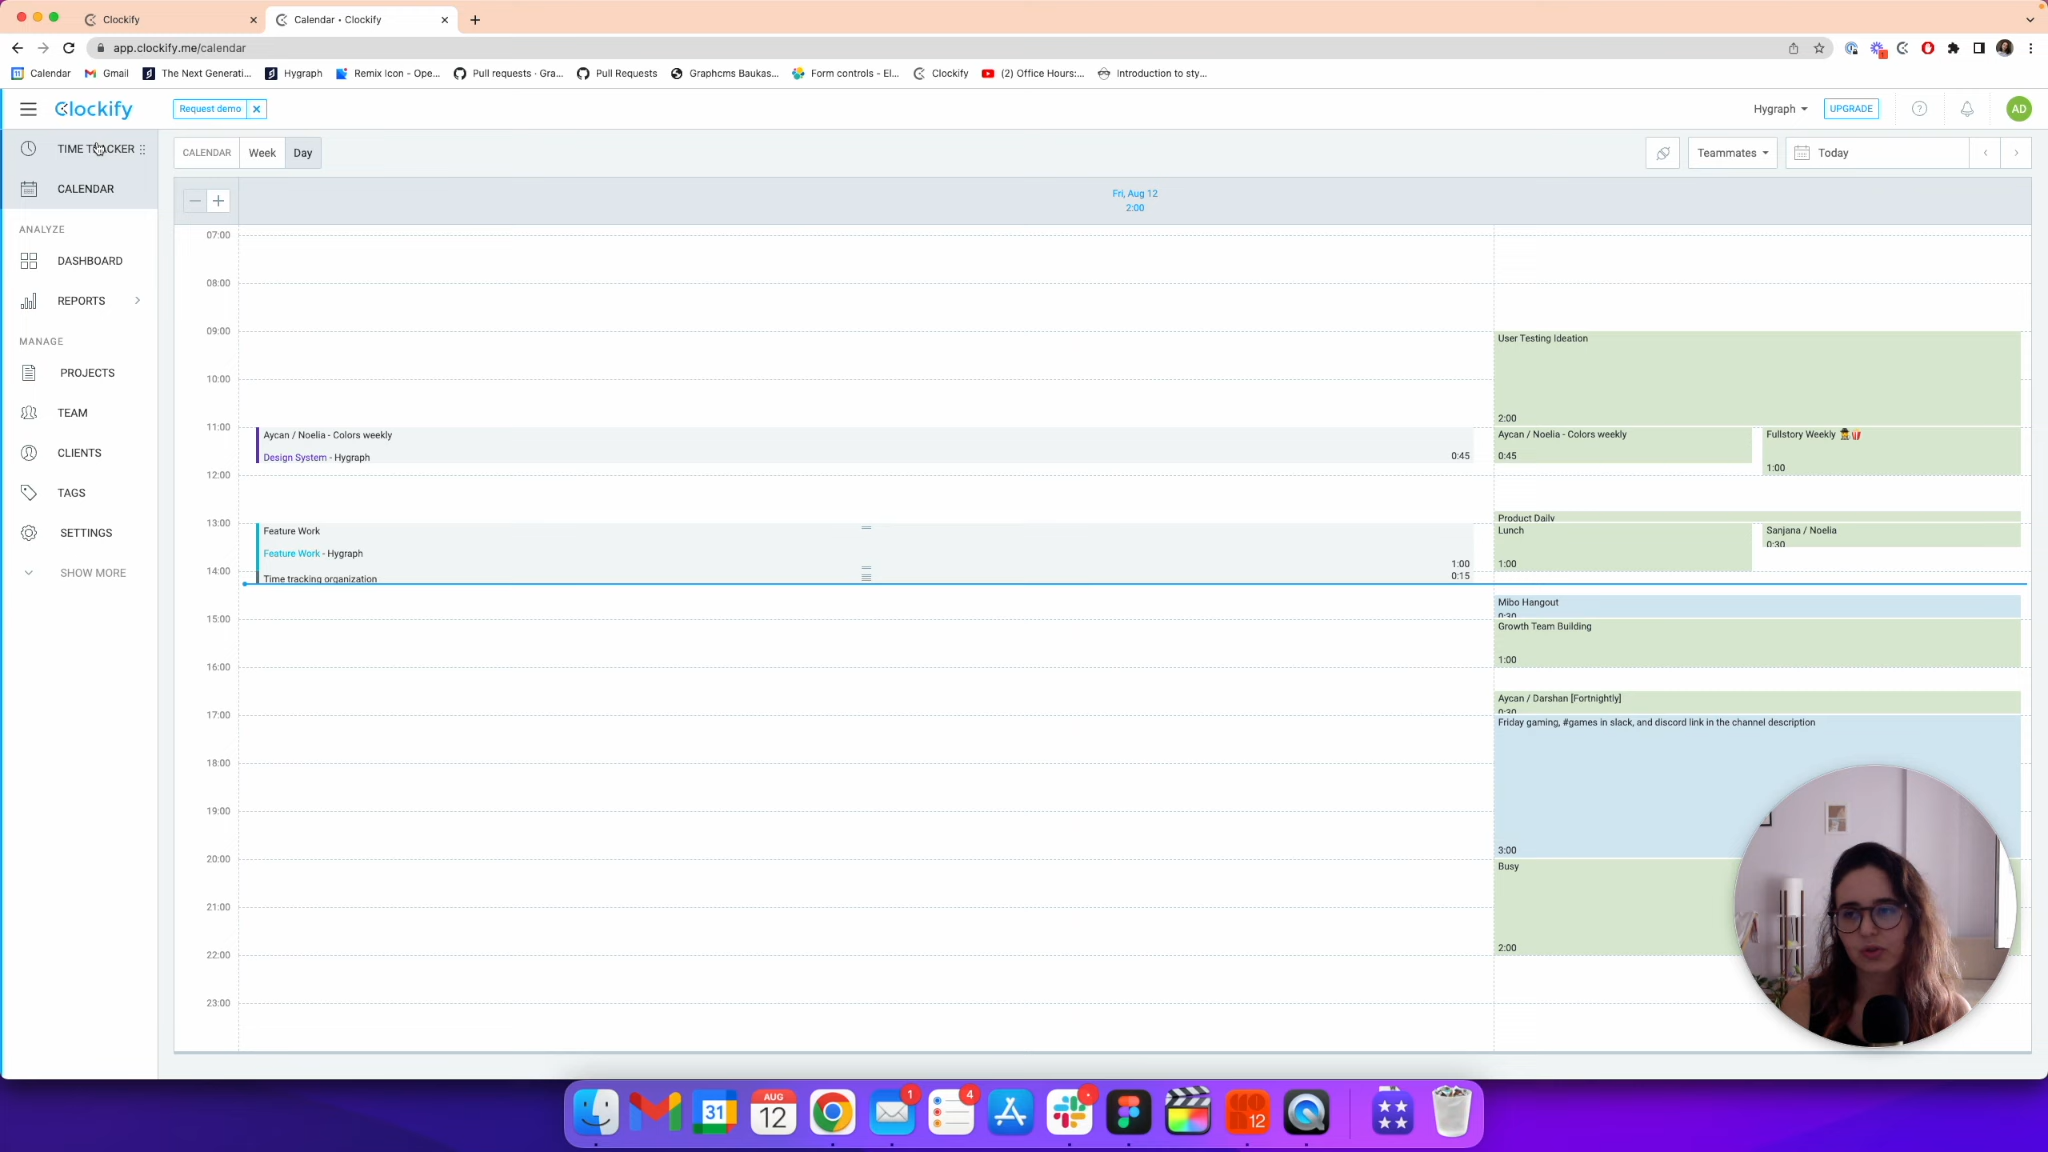 Clockify
Calendar • Clockify
app.clockify.me/calendar
Calendar
Gmail
The Next Generati...
Hygraph
Remix Icon - Ope...
Pull requests · Gra...
Pull Requests
Graphcms Baukas...
Form controls - El...
Clockify
(2) Office Hours:...
Introduction to sty...
Clockify
Request demo
Hygraph
UPGRADE
AD
TIME TRACKER
CALENDAR
ANALYZE
DASHBOARD
REPORTS
MANAGE
PROJECTS
TEAM
CLIENTS
TAGS
SETTINGS
SHOW MORE
CALENDAR
Week
Day
Teammates
Today
Fri, Aug 12
2:00
07:00
08:00
09:00
10:00
11:00
12:00
13:00
14:00
15:00
16:00
17:00
18:00
19:00
20:00
21:00
22:00
23:00
Aycan / Noelia - Colors weekly
Design System - Hygraph
0:45
Feature Work
Feature Work - Hygraph
1:00
Time tracking organization
0:15
User Testing Ideation
2:00
Aycan / Noelia - Colors weekly
0:45
Fullstory Weekly
1:00
Product Daily
Lunch
1:00
Sanjana / Noelia
0:30
Mibo Hangout
0:30
Growth Team Building
1:00
Aycan / Darshan [Fortnightly]
0:30
Friday gaming, #games in slack, and discord link in the channel description
3:00
Busy
2:00
31
AUG
12
1
4
12